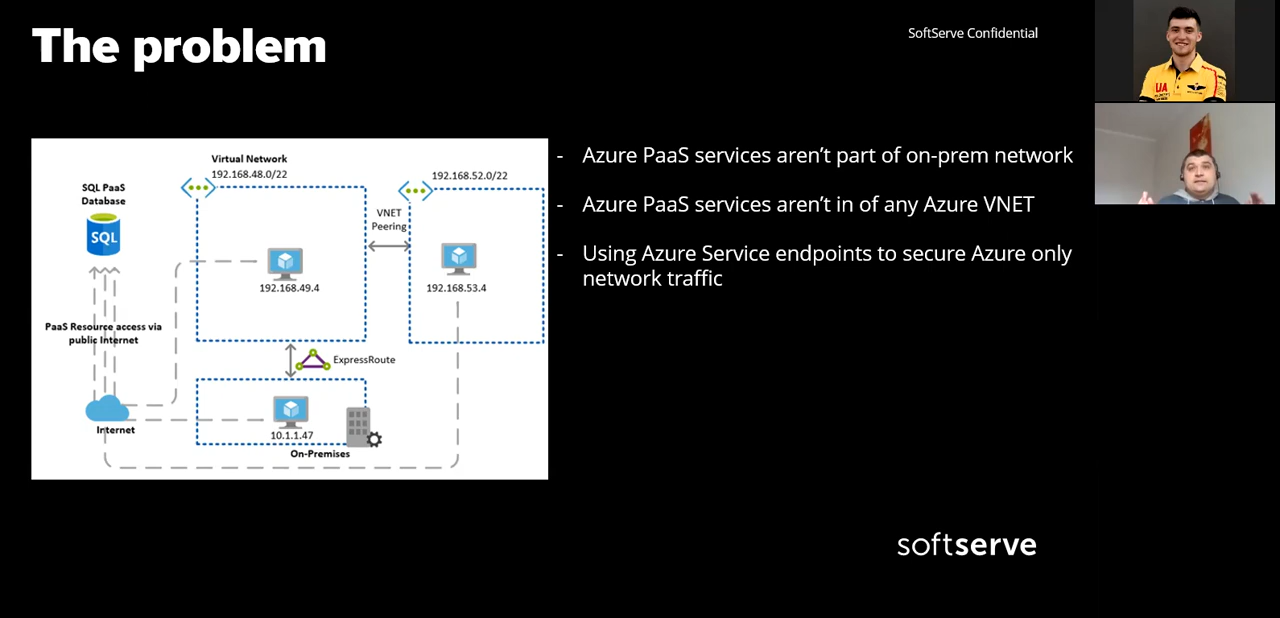 The problem
SoftServe Confidential
Virtual Network
192.168.48.0/22
192.168.52.0/22
SQL PaaS
Database
SQL
VNET
Peering
192.168.49.4
192.168.53.4
PaaS Resource access via
public Internet
ExpressRoute
Internet
10.1.1.47
On-Premises
- Azure PaaS services aren’t part of on-prem network
- Azure PaaS services aren’t in of any Azure VNET
- Using Azure Service endpoints to secure Azure only
network traffic
UA
softserve